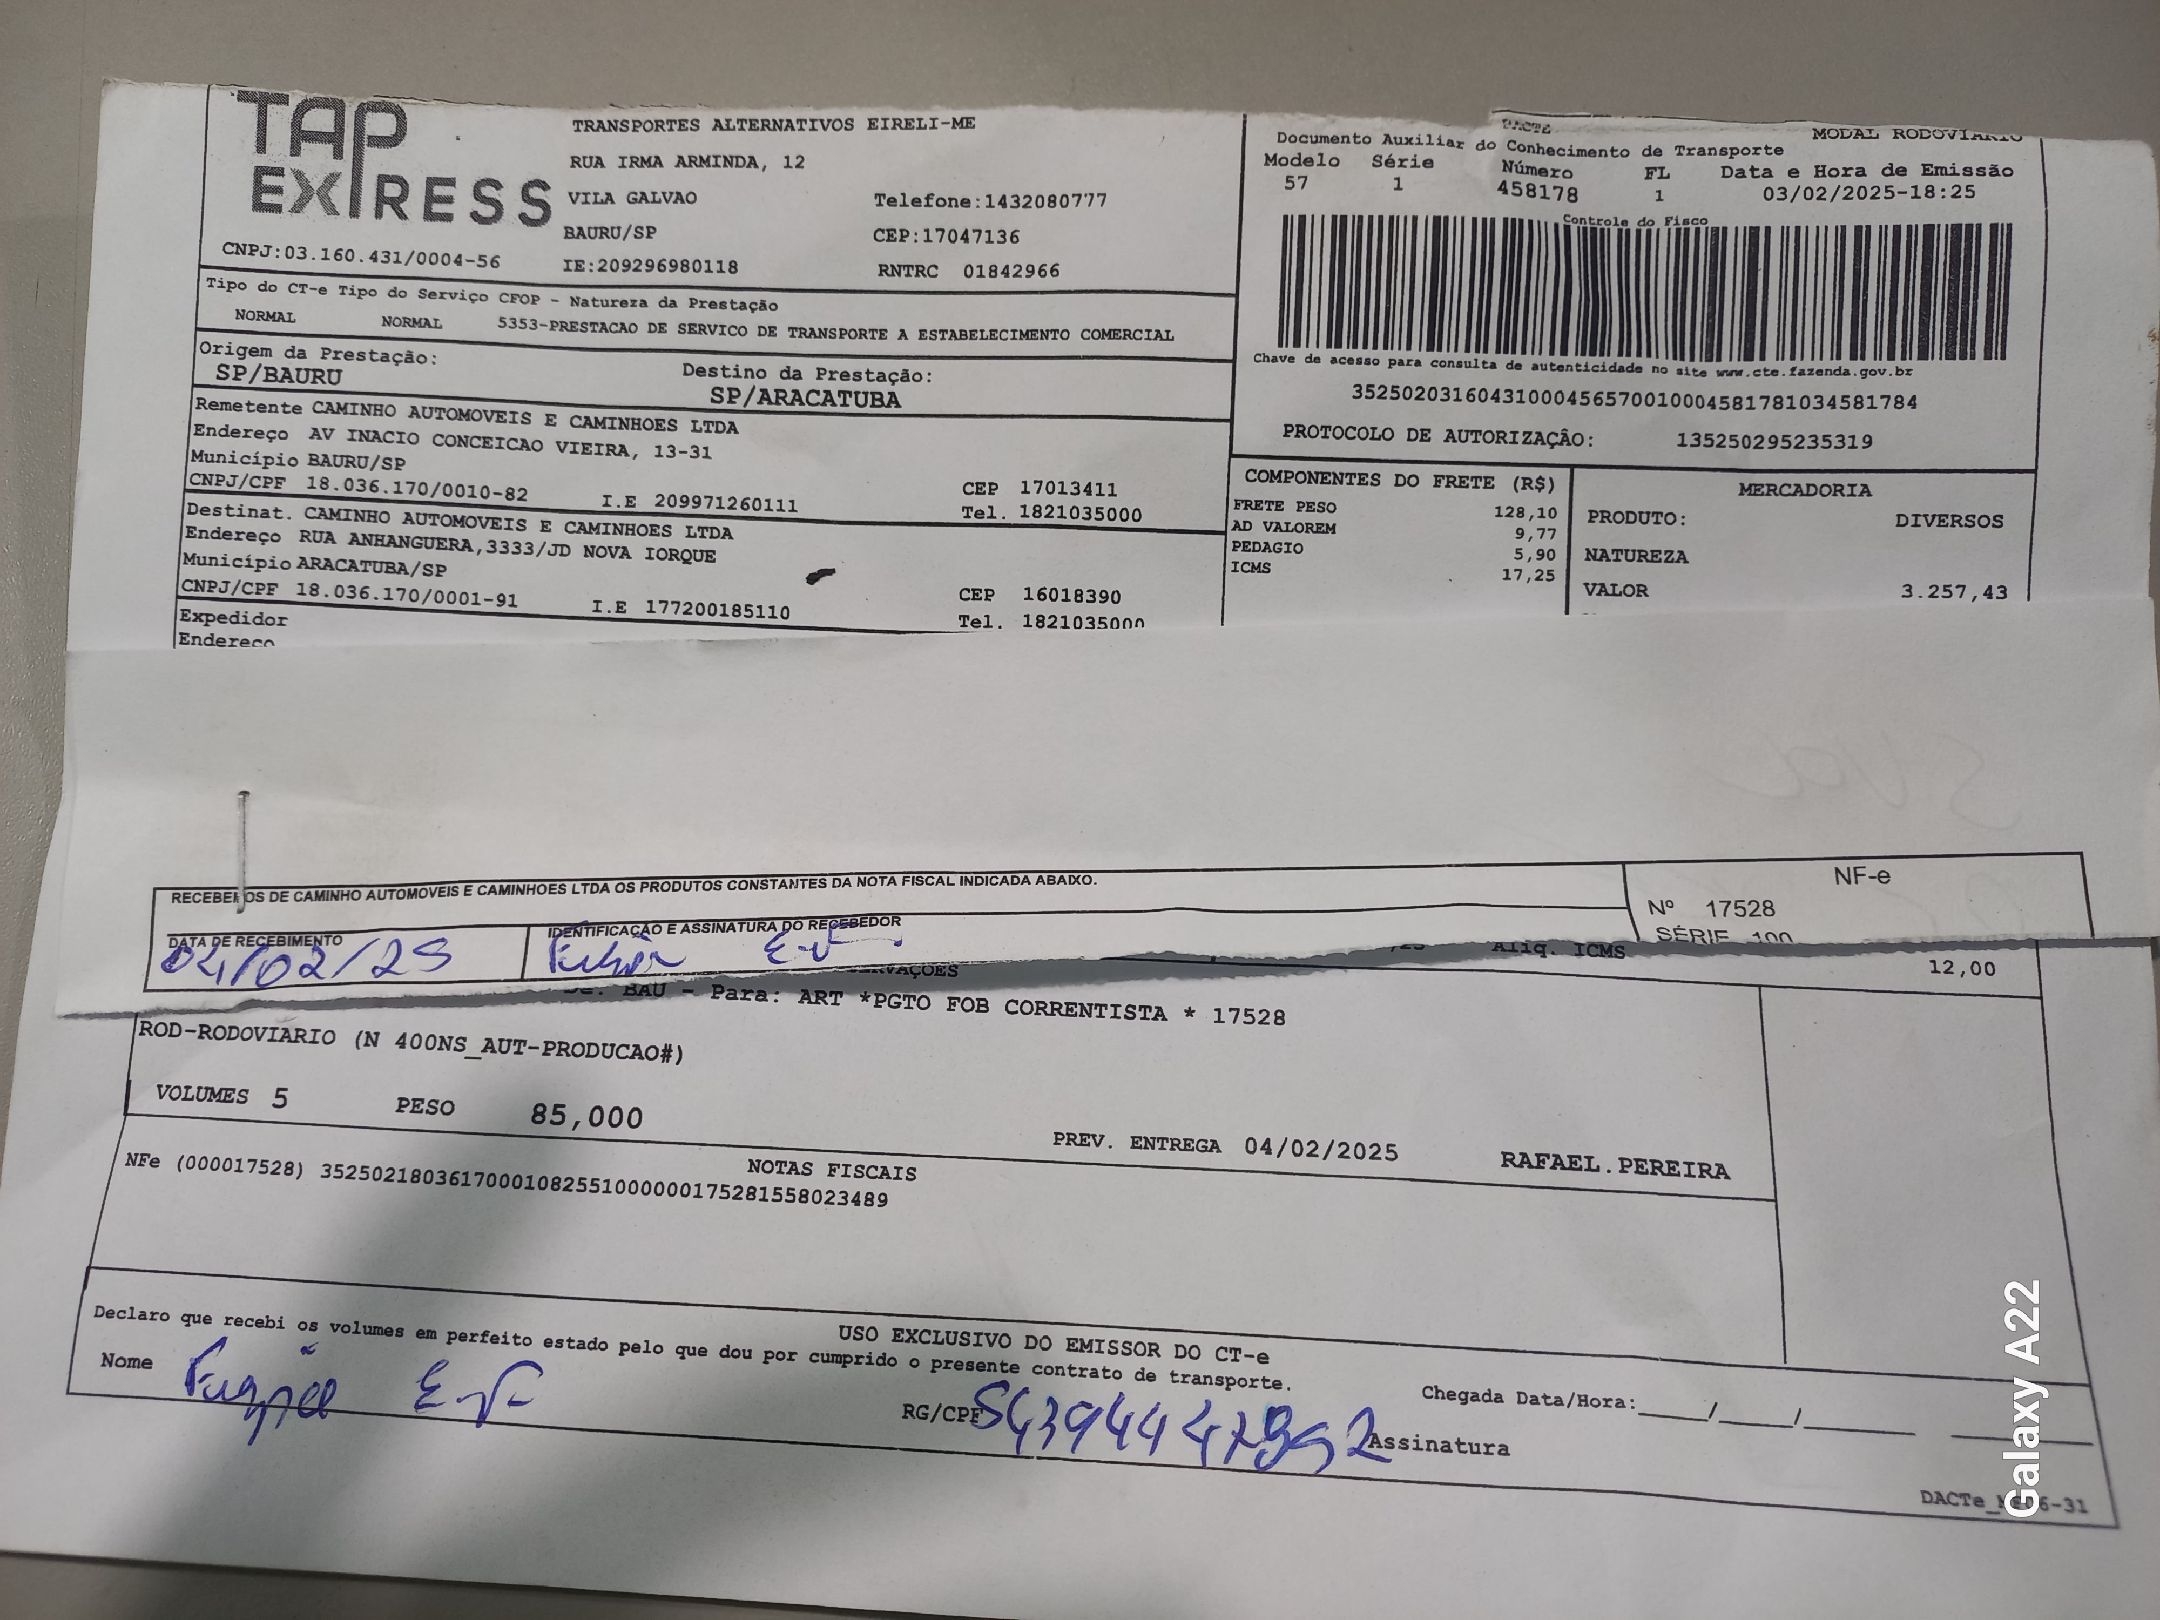 TAP EXPRESS
TRANSPORTES ALTERNATIVOS EIRELI-ME
RUA IRMA ARMINDA, 12
VILA GALVAO Telefone:1432080777
BAURU/SP CEP:17047136
CNPJ:03.160.431/0004-56 IE:209296980118 RNTRC 01842966
DACTE MODAL RODOVIARIO
Documento Auxiliar do Conhecimento de Transporte
Modelo Série Número FL Data e Hora de Emissão
57 1 458178 1 03/02/2025-18:25
Controle do Fisco
Chave de acesso para consulta de autenticidade no site www.cte.fazenda.gov.br
35250203160431000456570010004581781034581784
PROTOCOLO DE AUTORIZAÇÃO: 135250295235319
Tipo do CT-e Tipo do Serviço CFOP - Natureza da Prestação
NORMAL NORMAL 5353-PRESTACAO DE SERVICO DE TRANSPORTE A ESTABELECIMENTO COMERCIAL
Origem da Prestação: Destino da Prestação:
SP/BAURU SP/ARACATUBA
Remetente CAMINHO AUTOMOVEIS E CAMINHOES LTDA
Endereço AV INACIO CONCEICAO VIEIRA, 13-31
Município BAURU/SP CEP 17013411
CNPJ/CPF 18.036.170/0010-82 I.E 209971260111 Tel. 1821035000
Destinat. CAMINHO AUTOMOVEIS E CAMINHOES LTDA
Endereço RUA ANHANGUERA,3333/JD NOVA IORQUE
Município ARACATUBA/SP CEP 16018390
CNPJ/CPF 18.036.170/0001-91 I.E 177200185110 Tel. 1821035000
Expedidor
Endereço
COMPONENTES DO FRETE (R$)
FRETE PESO 128,10
AD VALOREM 9,77
PEDAGIO 5,90
ICMS 17,25
MERCADORIA
PRODUTO: DIVERSOS
NATUREZA
VALOR 3.257,43
RECEBEMOS DE CAMINHO AUTOMOVEIS E CAMINHOES LTDA OS PRODUTOS CONSTANTES DA NOTA FISCAL INDICADA ABAIXO.
NF-e
Nº 17528
SÉRIE 100
DATA DE RECEBIMENTO IDENTIFICAÇÃO E ASSINATURA DO RECEBEDOR
04/02/25
Aliq. ICMS 12,00
De: BAU - Para: ART *PGTO FOB CORRENTISTA * 17528
ROD-RODOVIARIO (N 400NS_AUT-PRODUCAO#)
VOLUMES 5 PESO 85,000
PREV. ENTREGA 04/02/2025 RAFAEL.PEREIRA
NOTAS FISCAIS
NFe (000017528) 35250218036170001082551000000175281558023489
USO EXCLUSIVO DO EMISSOR DO CT-e
Declaro que recebi os volumes em perfeito estado pelo que dou por cumprido o presente contrato de transporte.
Nome RG/CPF Assinatura
Chegada Data/Hora:____/____/____
Galaxy A22